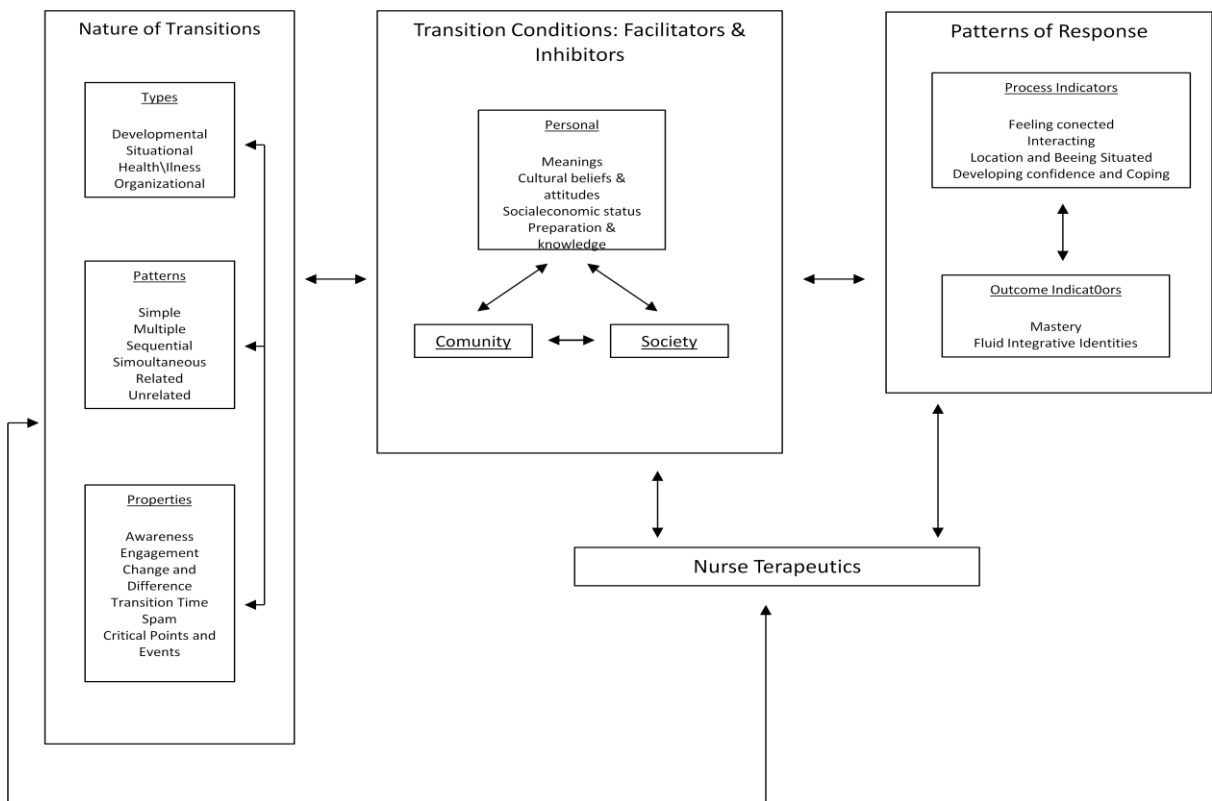 Nature of Transitions
Types
Developmental
Situational
Health\Ilness
Organizational
Patterns
Simple
Multiple
Sequential
Simoultaneous
Related
Unrelated
Properties
Awareness
Engagement
Change and
Difference
Transition Time
Spam
Critical Points and
Events
Transition Conditions: Facilitators &
Inhibitors
Personal
Meanings
Cultural beliefs &
attitudes
Socialeconomic status
Preparation &
knowledge
Comunity
Society
Patterns of Response
Process Indicators
Feeling conected
Interacting
Location and Beeing Situated
Developing confidence and Coping
Outcome Indicat0ors
Mastery
Fluid Integrative Identities
Nurse Terapeutics